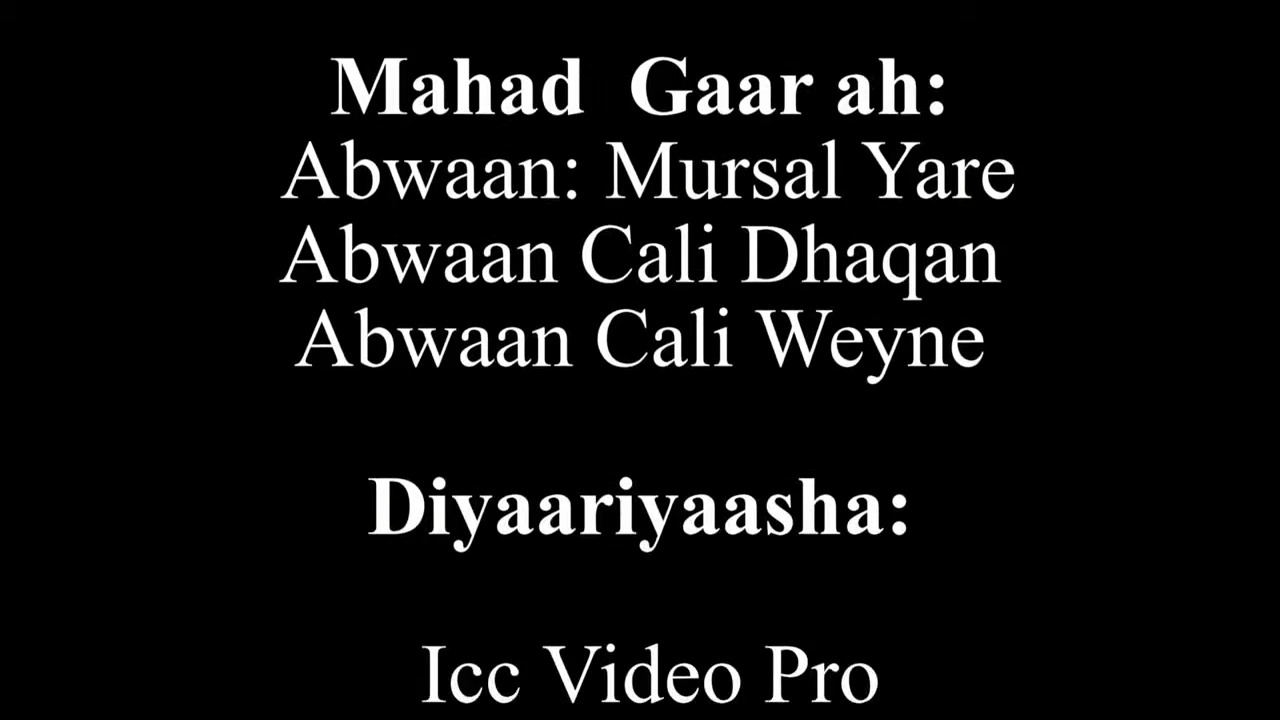 Mahad Gaar ah:
Abwaan: Mursal Yare
Abwaan Cali Dhaqan
Abwaan Cali Weyne
Diyaariyaasha:
Icc Video Pro